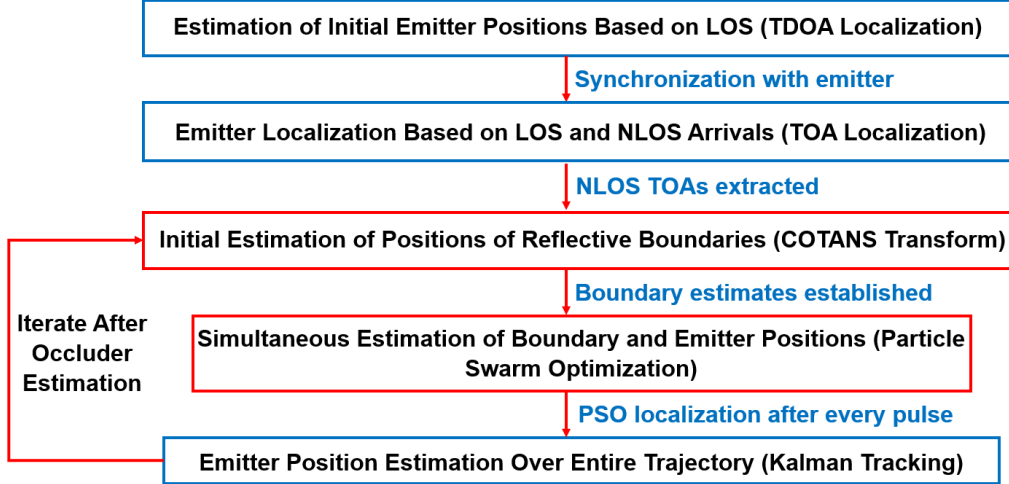 Estimation of Initial Emitter Positions Based on LOS (TDOA Localization)
Synchronization with emitter
Emitter Localization Based on LOS and NLOS Arrivals (TOA Localization)
NLOS TOAs extracted
Initial Estimation of Positions of Reflective Boundaries (COTANS Transform)
Boundary estimates established
Simultaneous Estimation of Boundary and Emitter Positions (Particle
Swarm Optimization)
PSO localization after every pulse
Emitter Position Estimation Over Entire Trajectory (Kalman Tracking)
Iterate After
Occluder
Estimation